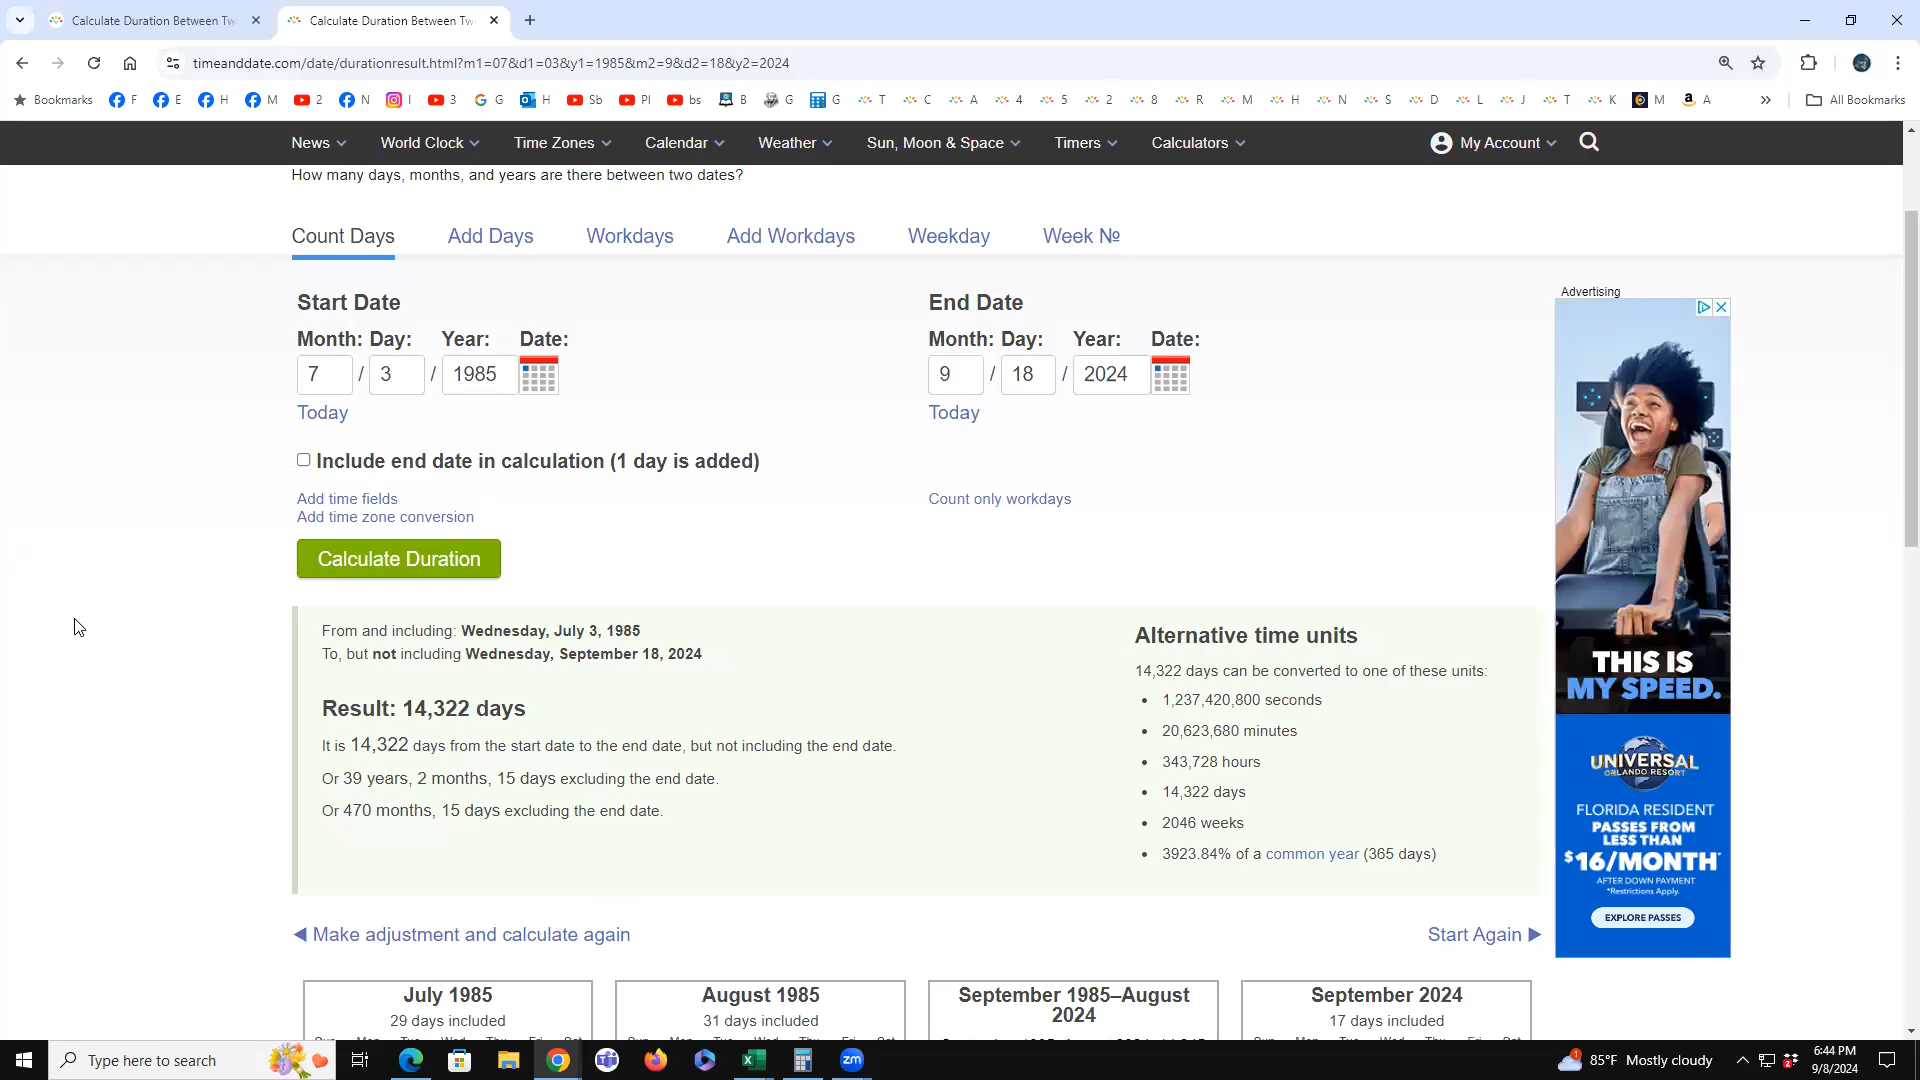 Calculate Duration Between Tw
Calculate Duration Between Tw
timeanddate.com/date/durationresult.html?m1=07&d1=03&y1=1985&m2=9&d2=18&y2=2024
Bookmarks F E H M 2 N I 3 G H Sb Pl bs B G G T C A 4 5 2 8 R M H N S D L J T K M A » All Bookmarks
News World Clock Time Zones Calendar Weather Sun, Moon & Space Timers Calculators My Account
How many days, months, and years are there between two dates?
Count Days Add Days Workdays Add Workdays Weekday Week №
Start Date
End Date
Month: Day: Year: Date:
Month: Day: Year: Date:
7 / 3 / 1985
9 / 18 / 2024
Today
Today
Include end date in calculation (1 day is added)
Add time fields
Count only workdays
Add time zone conversion
Calculate Duration
From and including: Wednesday, July 3, 1985
To, but not including Wednesday, September 18, 2024
Result: 14,322 days
It is 14,322 days from the start date to the end date, but not including the end date.
Or 39 years, 2 months, 15 days excluding the end date.
Or 470 months, 15 days excluding the end date.
Alternative time units
14,322 days can be converted to one of these units:
• 1,237,420,800 seconds
• 20,623,680 minutes
• 343,728 hours
• 14,322 days
• 2046 weeks
• 3923.84% of a common year (365 days)
Make adjustment and calculate again
Start Again
July 1985
29 days included
August 1985
31 days included
September 1985–August
2024
September 2024
17 days included
Advertising
THIS IS
MY SPEED.
UNIVERSAL
ORLANDO RESORT
FLORIDA RESIDENT
PASSES FROM
LESS THAN
$16/MONTH*
AFTER DOWN PAYMENT
*Restrictions Apply.
EXPLORE PASSES
Type here to search
85°F Mostly cloudy
6:44 PM
9/8/2024